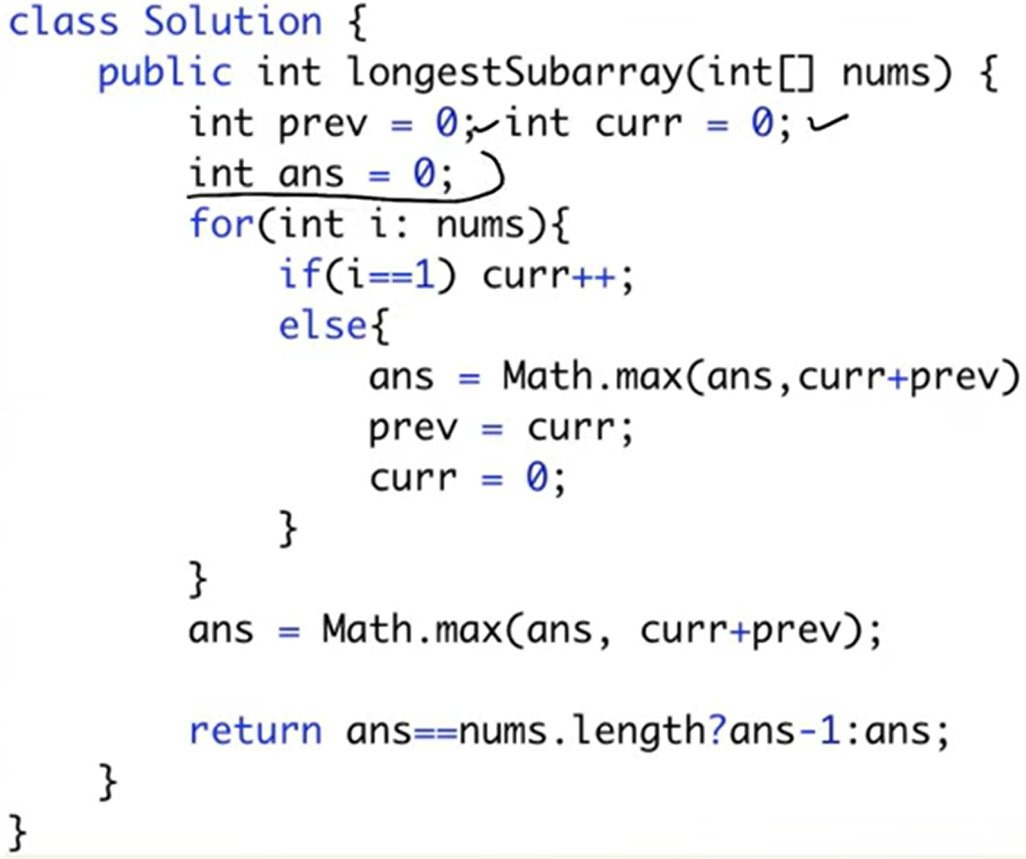 class Solution {
    public int longestSubarray(int[] nums) {
        int prev = 0; int curr = 0;
        int ans = 0;
        for(int i: nums){
            if(i==1) curr++;
            else{
                ans = Math.max(ans,curr+prev)
                prev = curr;
                curr = 0;
            }
        }
        ans = Math.max(ans, curr+prev);
        return ans==nums.length?ans-1:ans;
    }
}